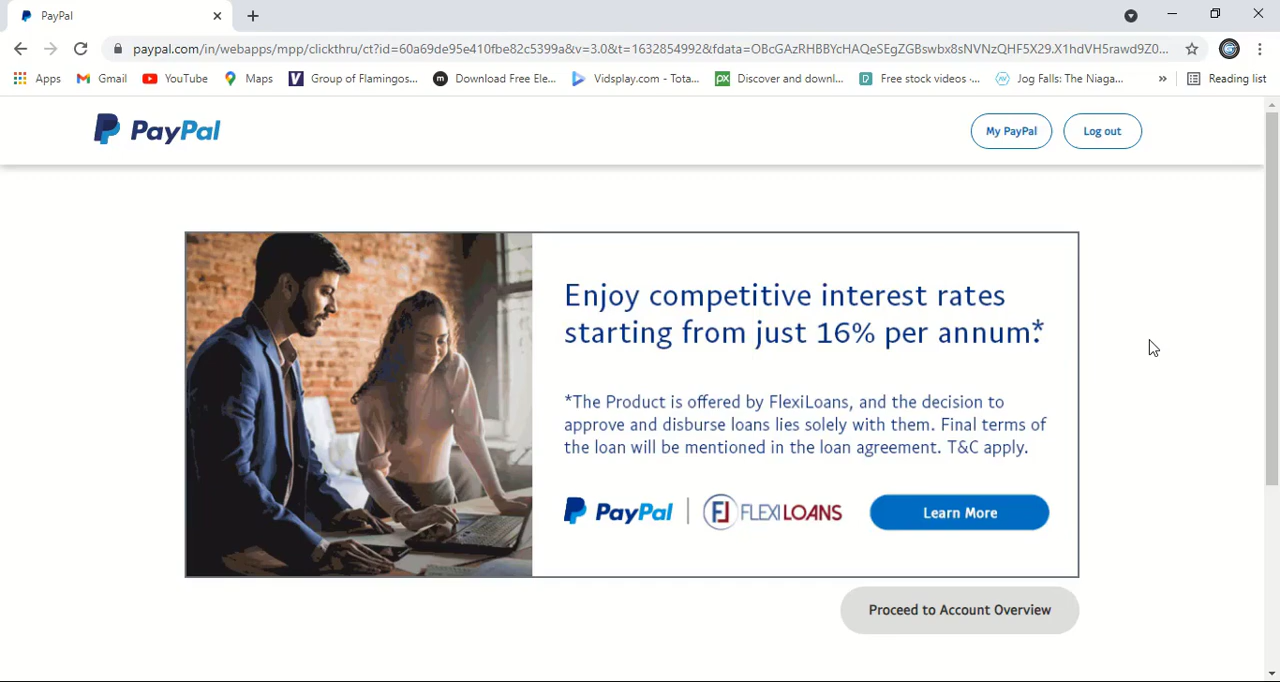 PayPal
paypal.com/in/webapps/mpp/clickthru/ct?id=60a69de95e410fbe82c5399a&v=3.0&t=1632854992&fdata=OBcGAzRHBBYcHAQeSEgZGBswbx8sNVNzQHF5X29.X1hdVH5rawd9Z0...
Apps Gmail YouTube Maps Group of Flamingos... Download Free Ele... Vidsplay.com - Tota... Discover and downl... Free stock videos -... Jog Falls: The Niaga... » Reading list
PayPal My PayPal Log out
Enjoy competitive interest rates
starting from just 16% per annum*
*The Product is offered by FlexiLoans, and the decision to
approve and disburse loans lies solely with them. Final terms of
the loan will be mentioned in the loan agreement. T&C apply.
PayPal | FLEXILOANS Learn More
Proceed to Account Overview